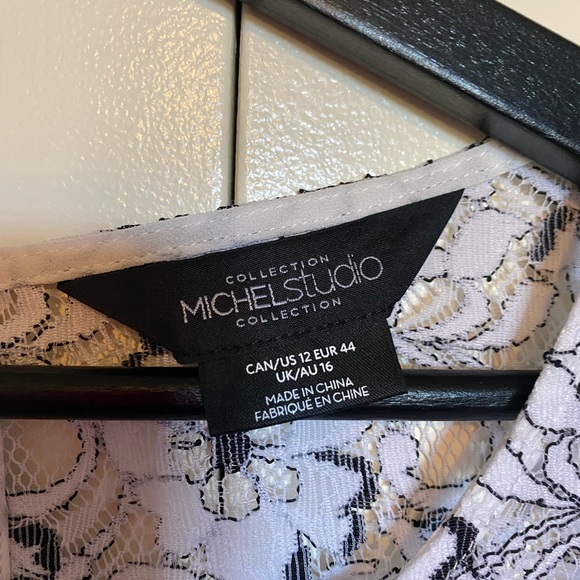 COLLECTION
MICHELstudio
COLLECTION
CAN/US 12 EUR 44
UK/AU 16
MADE IN CHINA
FABRIQUÉ EN CHINE